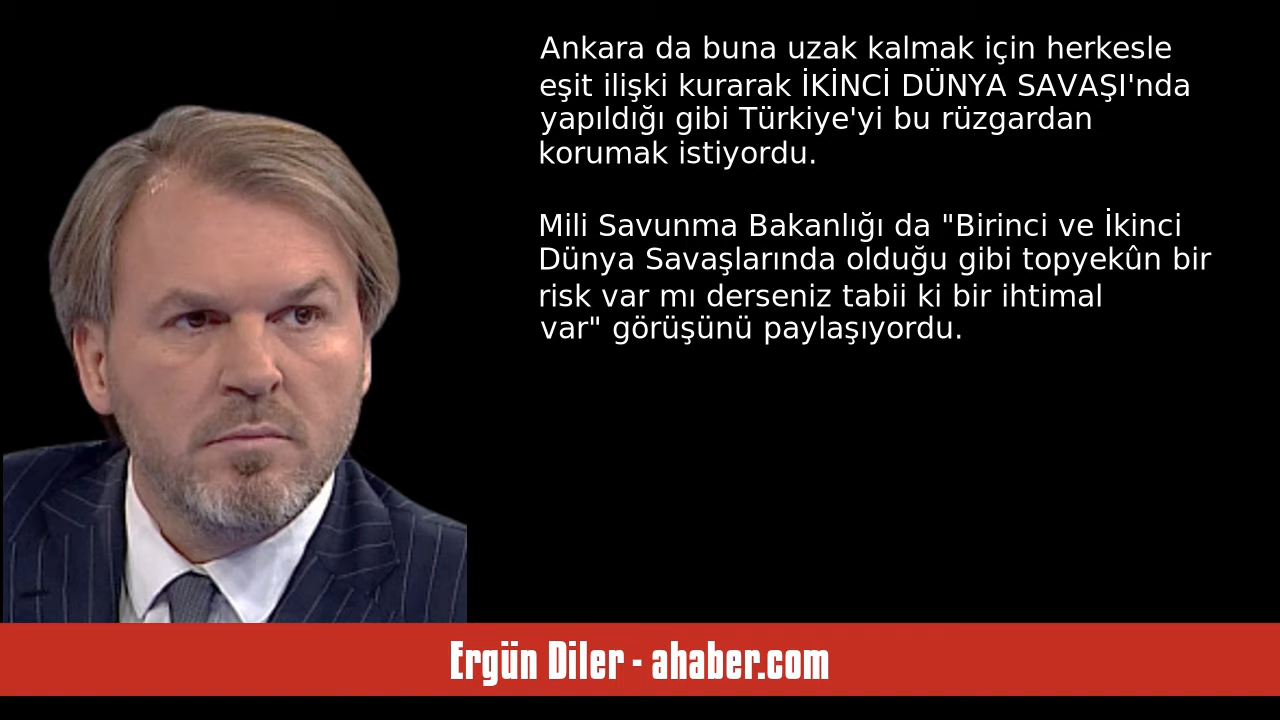 Ankara da buna uzak kalmak için herkesle
eşit ilişki kurarak İKİNCİ DÜNYA SAVAŞI'nda
yapıldığı gibi Türkiye'yi bu rüzgardan
korumak istiyordu.
Mili Savunma Bakanlığı da "Birinci ve İkinci
Dünya Savaşlarında olduğu gibi topyekûn bir
risk var mı derseniz tabii ki bir ihtimal
var" görüşünü paylaşıyordu.
Ergün Diler - ahaber.com